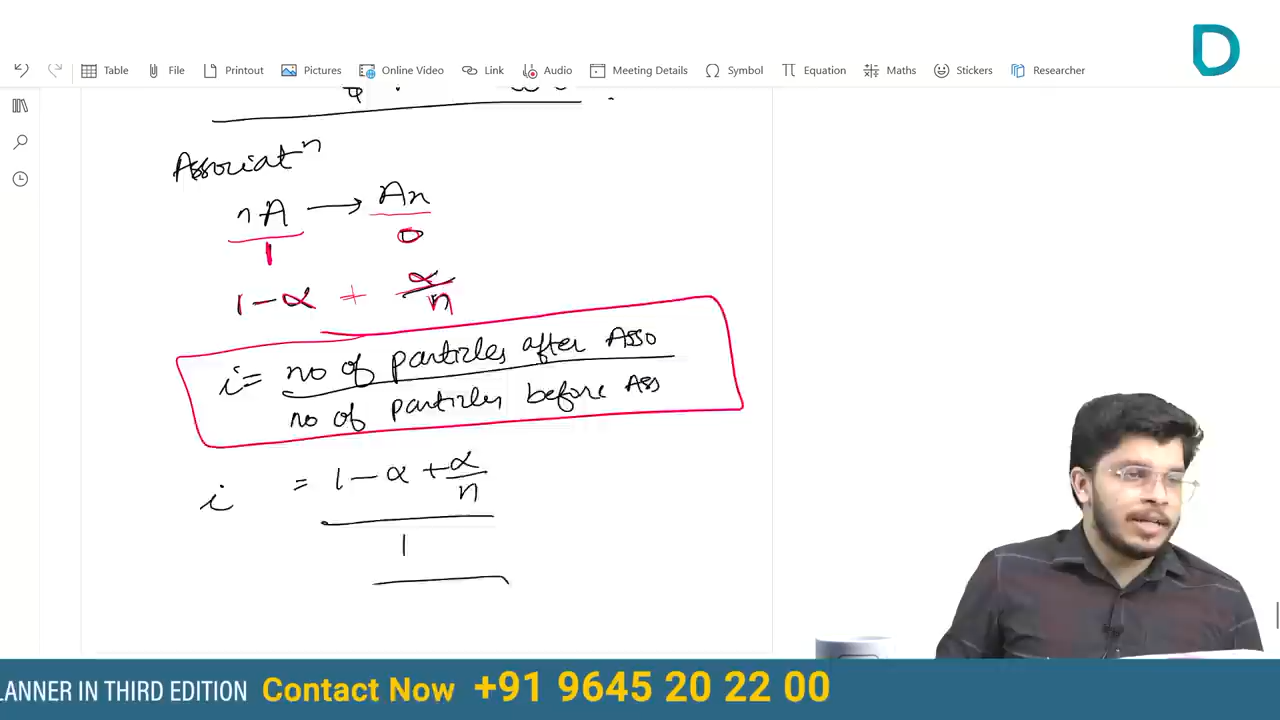 D
Table File Printout Pictures Online Video Link Audio Meeting Details Symbol Equation Maths Stickers Researcher
Associatⁿ
nA → An
1 0
1-α + α/n
i= no of particles after Asso
no of particles before Ass
i = 1-α+α/n
1
LANNER IN THIRD EDITION Contact Now +91 9645 20 22 00